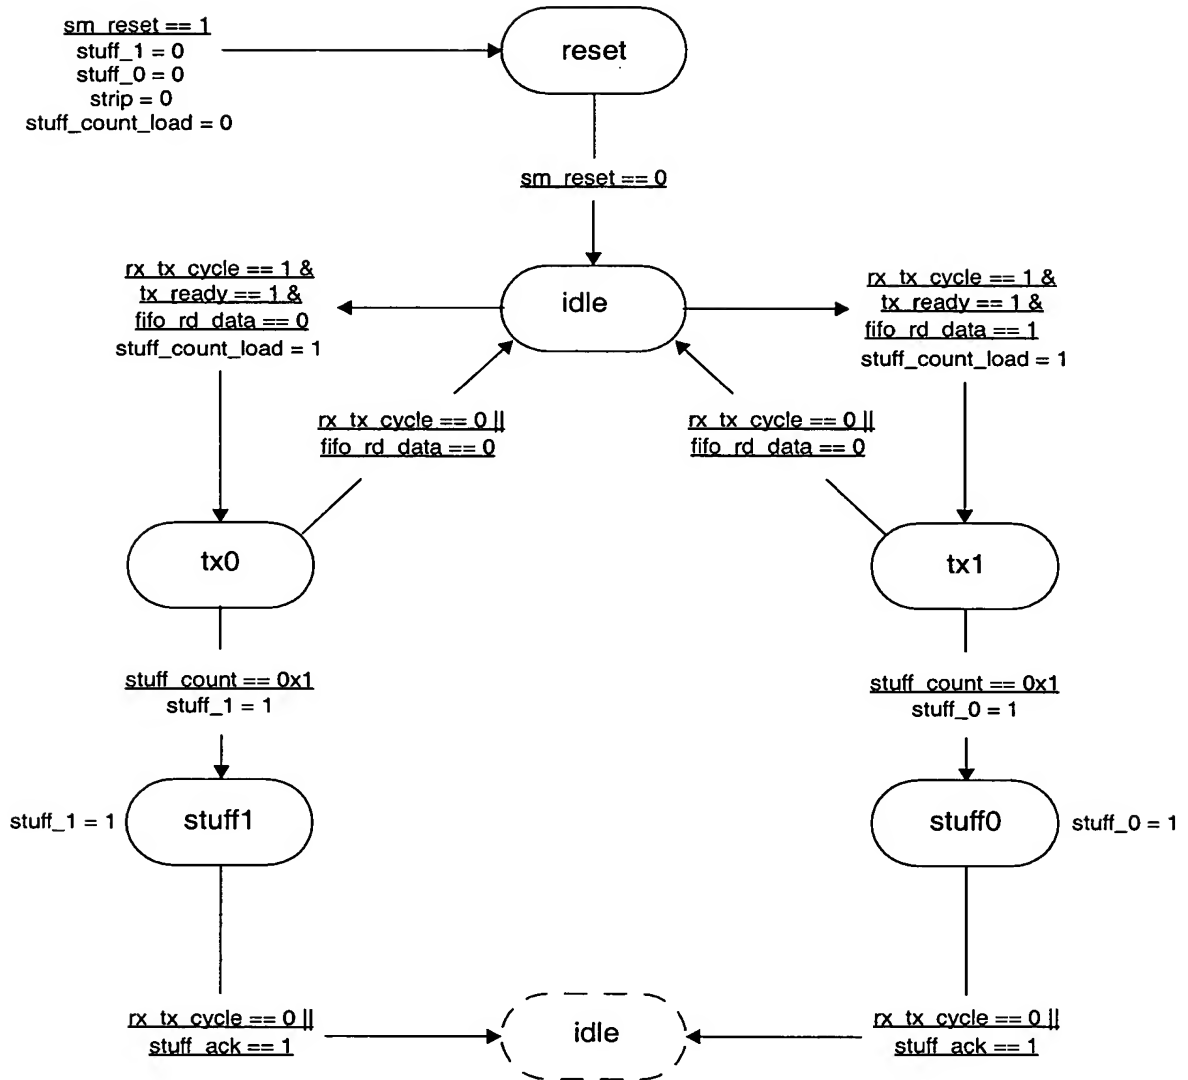 sm_reset == 1
stuff_1 = 0
stuff_0 = 0
strip = 0
stuff_count_load = 0
reset
sm_reset == 0
rx_tx_cycle == 1 &
tx_ready == 1 &
fifo_rd_data == 0
stuff_count_load = 1
idle
rx_tx_cycle == 1 &
tx_ready == 1 &
fifo_rd_data == 1
stuff_count_load = 1
rx_tx_cycle == 0 ||
fifo_rd_data == 0
rx_tx_cycle == 0 ||
fifo_rd_data == 0
tx0
tx1
stuff_count == 0x1
stuff_1 = 1
stuff_count == 0x1
stuff_0 = 1
stuff_1 = 1
stuff1
stuff0
stuff_0 = 1
rx_tx_cycle == 0 ||
stuff_ack == 1
idle
rx_tx_cycle == 0 ||
stuff_ack == 1